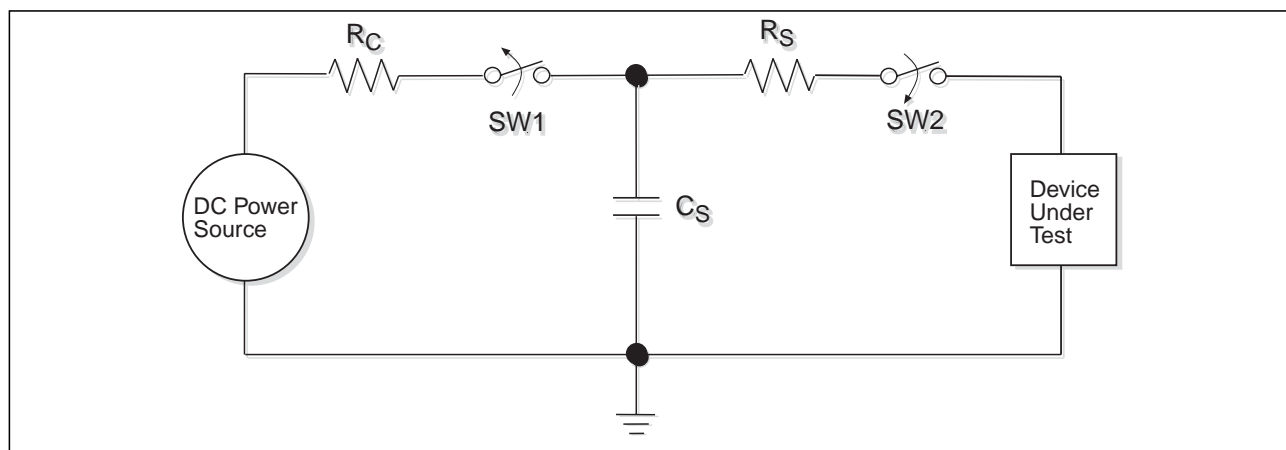 RC
RS
SW1
SW2
DC Power
Source
CS
Device
Under
Test